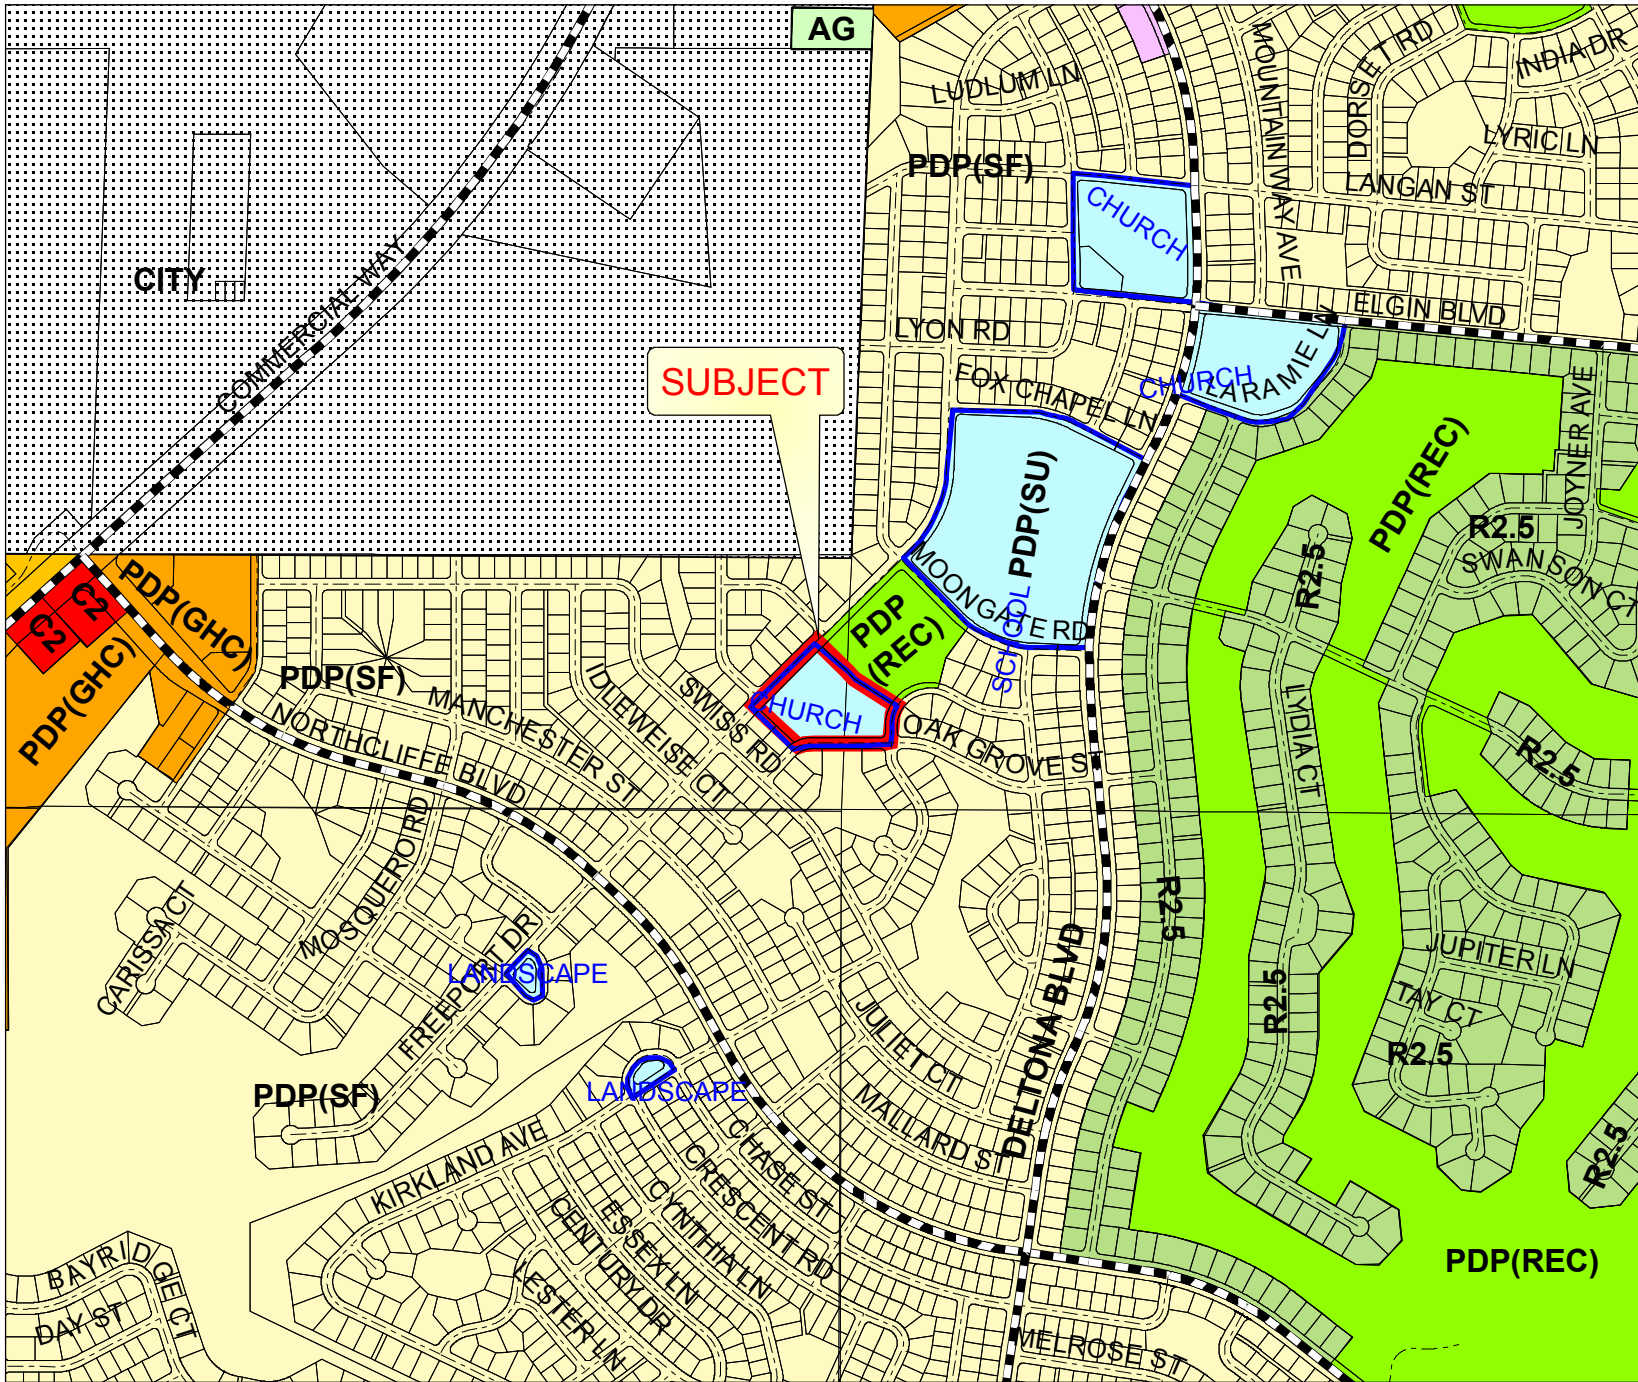 AG
LUDLUM LN
MOUNTAIN WAY AVE
DORSET RD
INDIA DR
LYRIC LN
LANGAN ST
PDP(SF)
CHURCH
CITY
COMMERCIAL WAY
ELGIN BLVD
LYON RD
LARAMIE LN
CHURCH
SUBJECT
FOX CHAPEL LN
JOYNER AVE
PDP(REC)
PDP(SU)
SCHOOL
R2.5
SWANSON CT
R2.5
MOONGATE RD
PDP
(REC)
C2
C2
PDP(GHC)
PDP(GHC)
PDP(SF)
MANCHESTER ST
IDLEWEISE CT
SWISS RD
CHURCH
OAK GROVE ST
NORTHCLIFFE BLVD
LYDIA CT
R2.5
MOSQUERO RD
CARISSA CT
FREEPORT DR
LANDSCAPE
R2.5
DELTONA BLVD
JUPITER LN
TAY CT
R2.5
R2.5
JULIET CT
MALLARD ST
LANDSCAPE
PDP(SF)
KIRKLAND AVE
CHASE ST
CRESCENT RD
CYNTHIA LN
ESSEX LN
CENTURY DR
LESTER LN
R2.5
PDP(REC)
BAYRIDGE CT
DAY ST
MELROSE ST